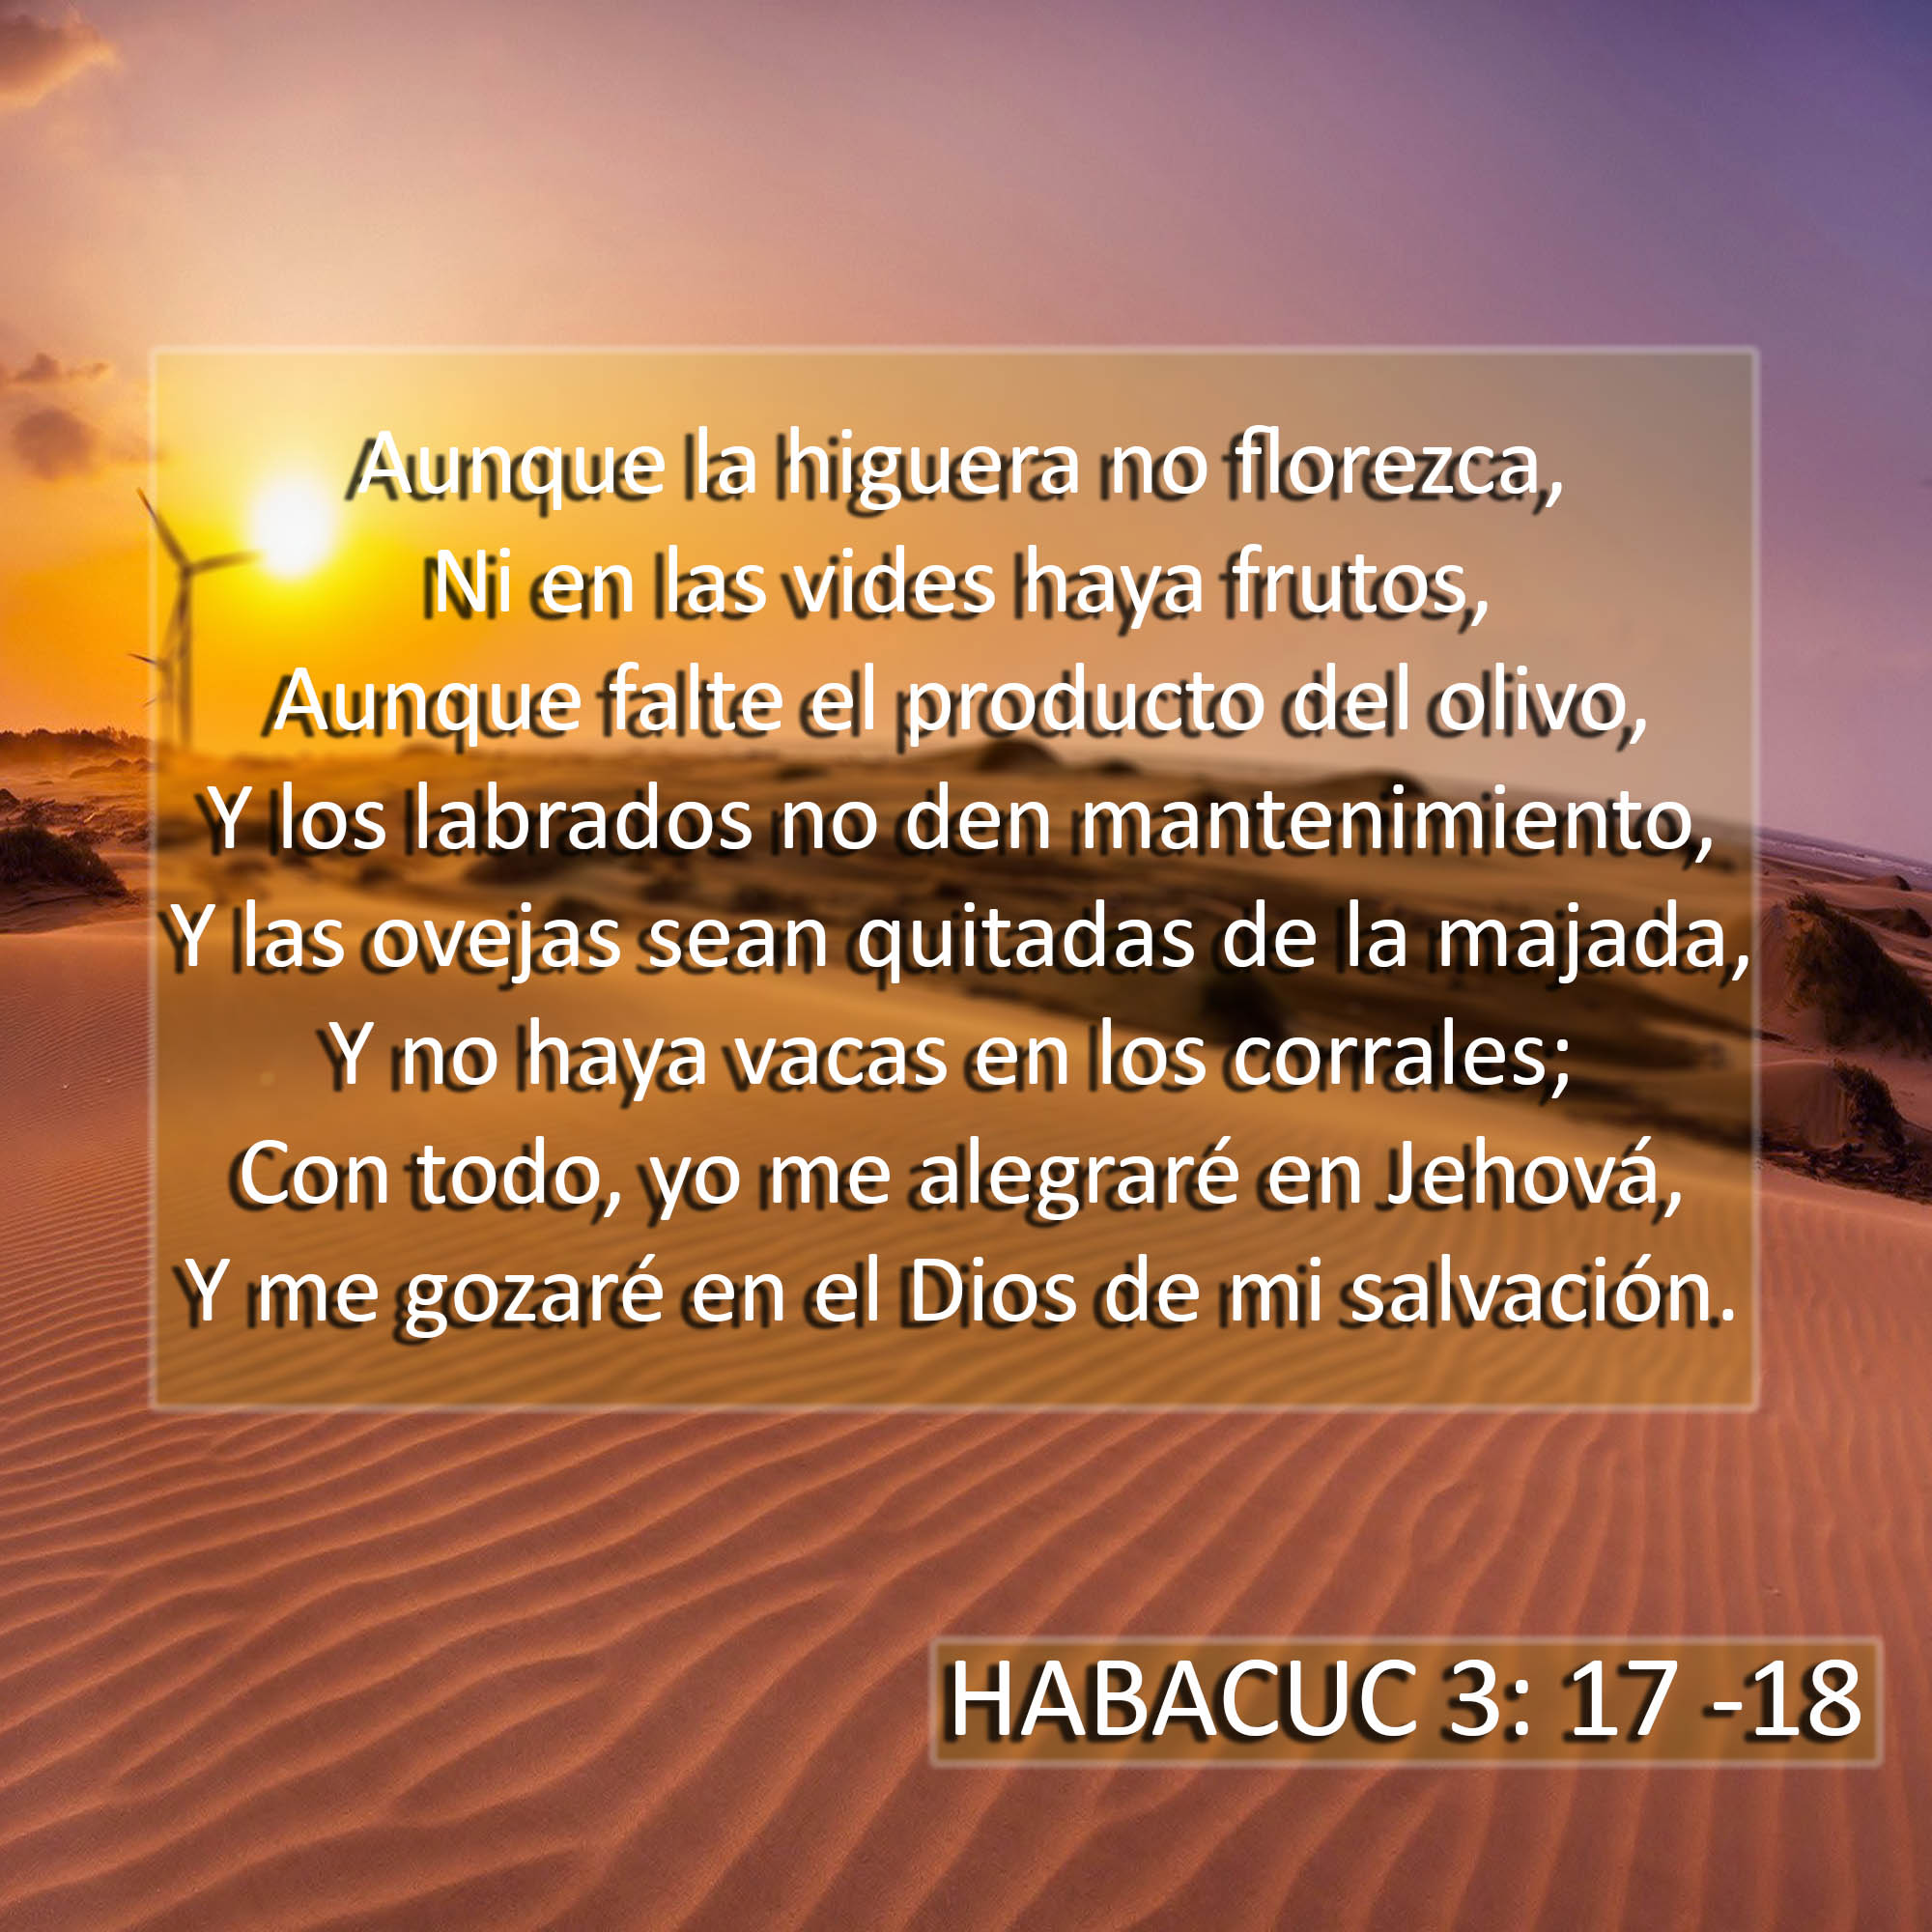 Aunque la higuera no florezca,
Ni en las vides haya frutos,
Aunque falte el producto del olivo,
Y los labrados no den mantenimiento,
Y las ovejas sean quitadas de la majada,
Y no haya vacas en los corrales;
Con todo, yo me alegraré en Jehová,
Y me gozaré en el Dios de mi salvación.
HABACUC 3: 17 -18